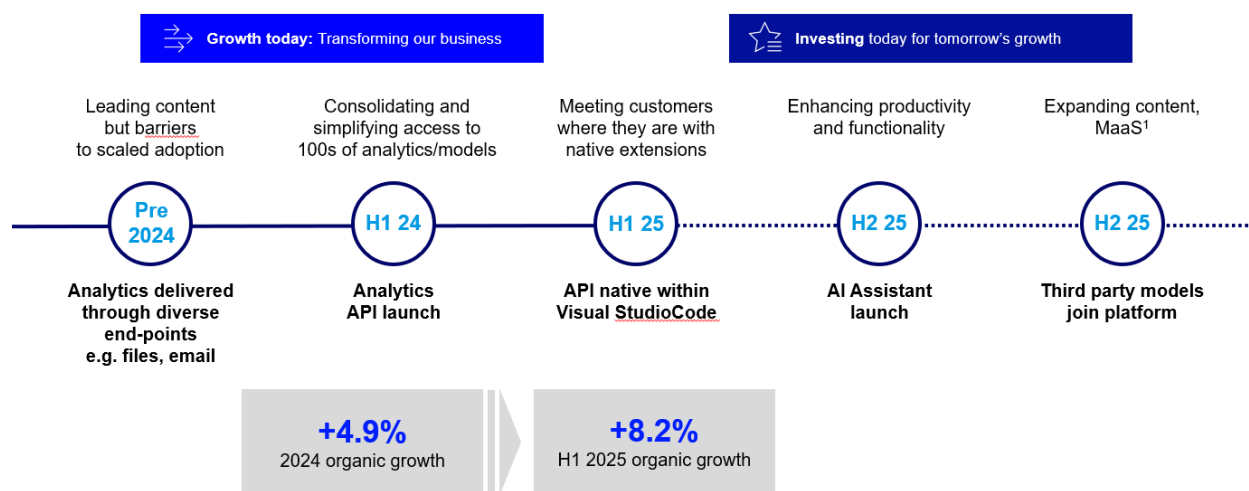 Growth today: Transforming our business
Investing today for tomorrow's growth
Leading content
but barriers
to scaled adoption
Consolidating and
simplifying access to
100s of analytics/models
Meeting customers
where they are with
native extensions
Enhancing productivity
and functionality
Expanding content,
MaaS¹
Pre
2024
H1 24
H1 25
H2 25
H2 25
Analytics delivered
through diverse
end-points
e.g. files, email
Analytics
API launch
API native within
Visual StudioCode
AI Assistant
launch
Third party models
join platform
+4.9%
2024 organic growth
+8.2%
H1 2025 organic growth